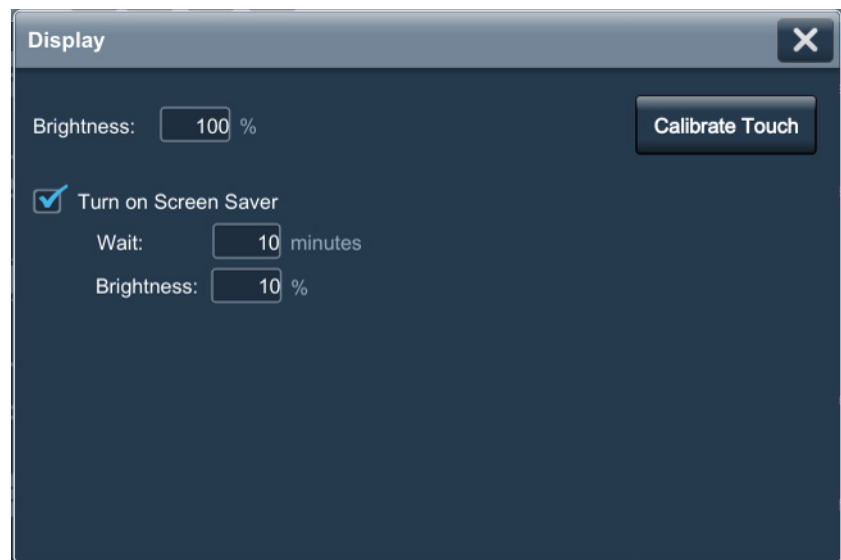 Display
Brightness: 100 %
Calibrate Touch
Turn on Screen Saver
Wait: 10 minutes
Brightness: 10 %